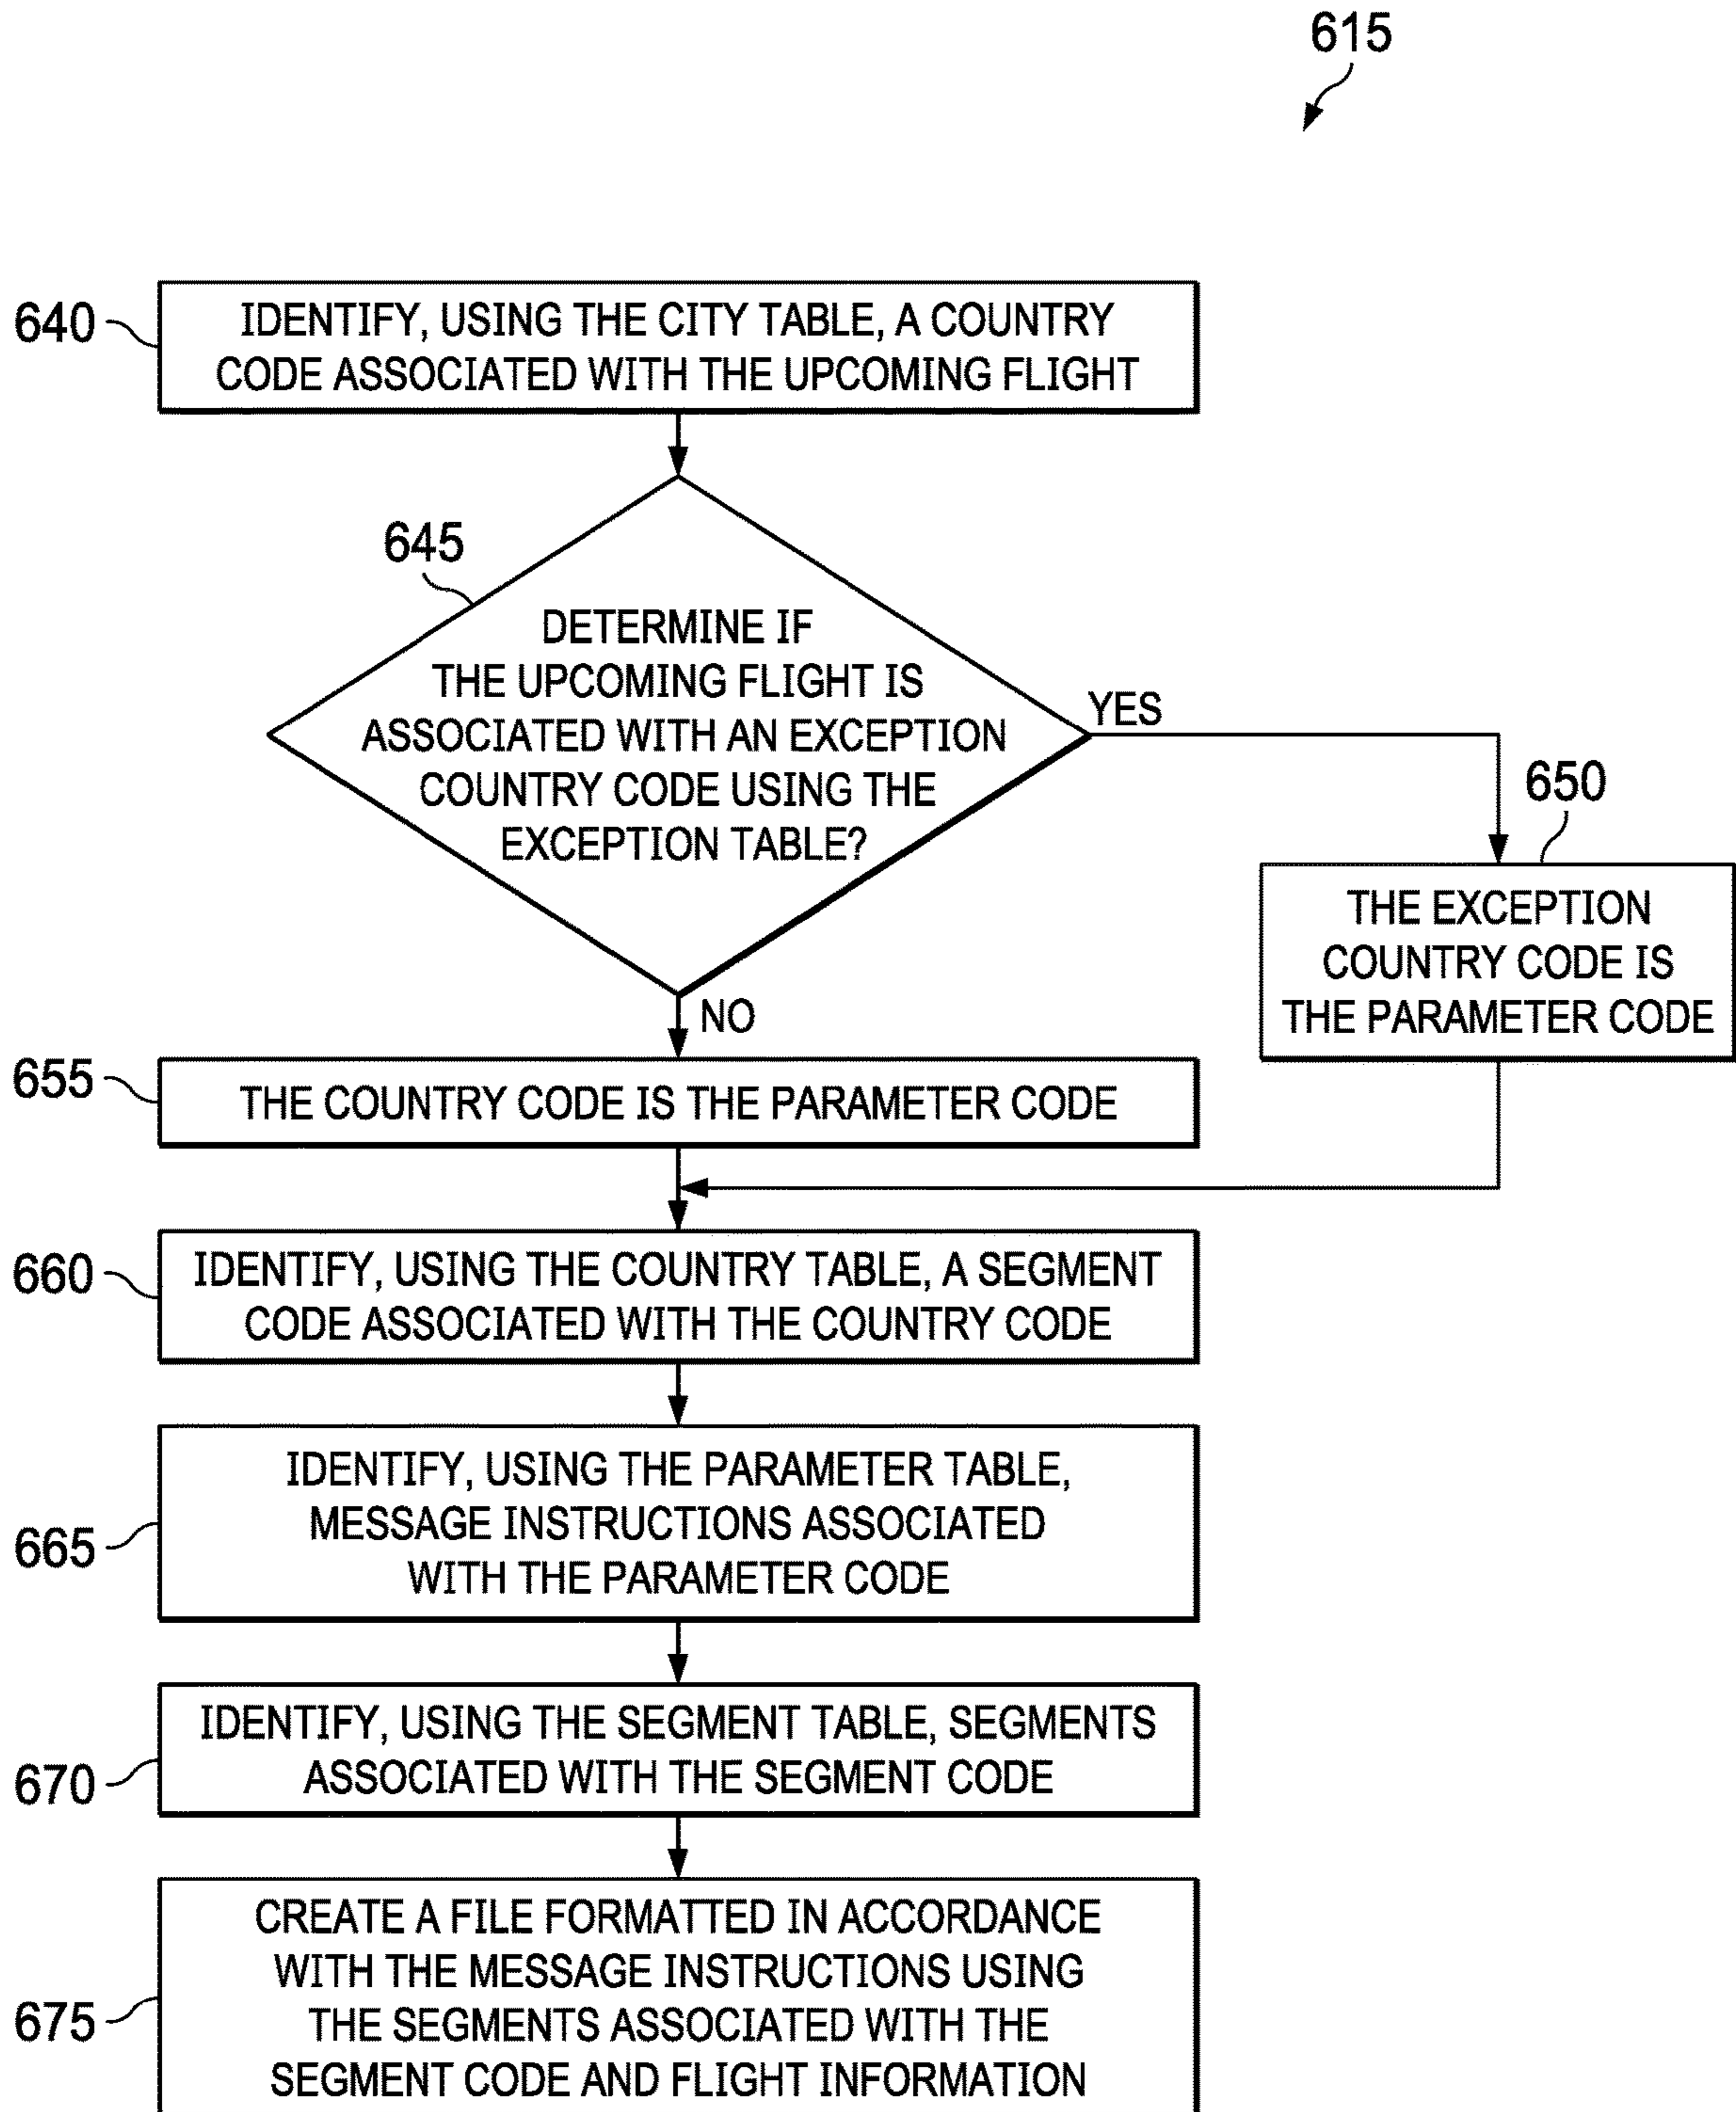 615
640
IDENTIFY, USING THE CITY TABLE, A COUNTRY
CODE ASSOCIATED WITH THE UPCOMING FLIGHT
645
DETERMINE IF
THE UPCOMING FLIGHT IS
ASSOCIATED WITH AN EXCEPTION
COUNTRY CODE USING THE
EXCEPTION TABLE?
YES
650
THE EXCEPTION
COUNTRY CODE IS
THE PARAMETER CODE
NO
655
THE COUNTRY CODE IS THE PARAMETER CODE
660
IDENTIFY, USING THE COUNTRY TABLE, A SEGMENT
CODE ASSOCIATED WITH THE COUNTRY CODE
665
IDENTIFY, USING THE PARAMETER TABLE,
MESSAGE INSTRUCTIONS ASSOCIATED
WITH THE PARAMETER CODE
670
IDENTIFY, USING THE SEGMENT TABLE, SEGMENTS
ASSOCIATED WITH THE SEGMENT CODE
675
CREATE A FILE FORMATTED IN ACCORDANCE
WITH THE MESSAGE INSTRUCTIONS USING
THE SEGMENTS ASSOCIATED WITH THE
SEGMENT CODE AND FLIGHT INFORMATION